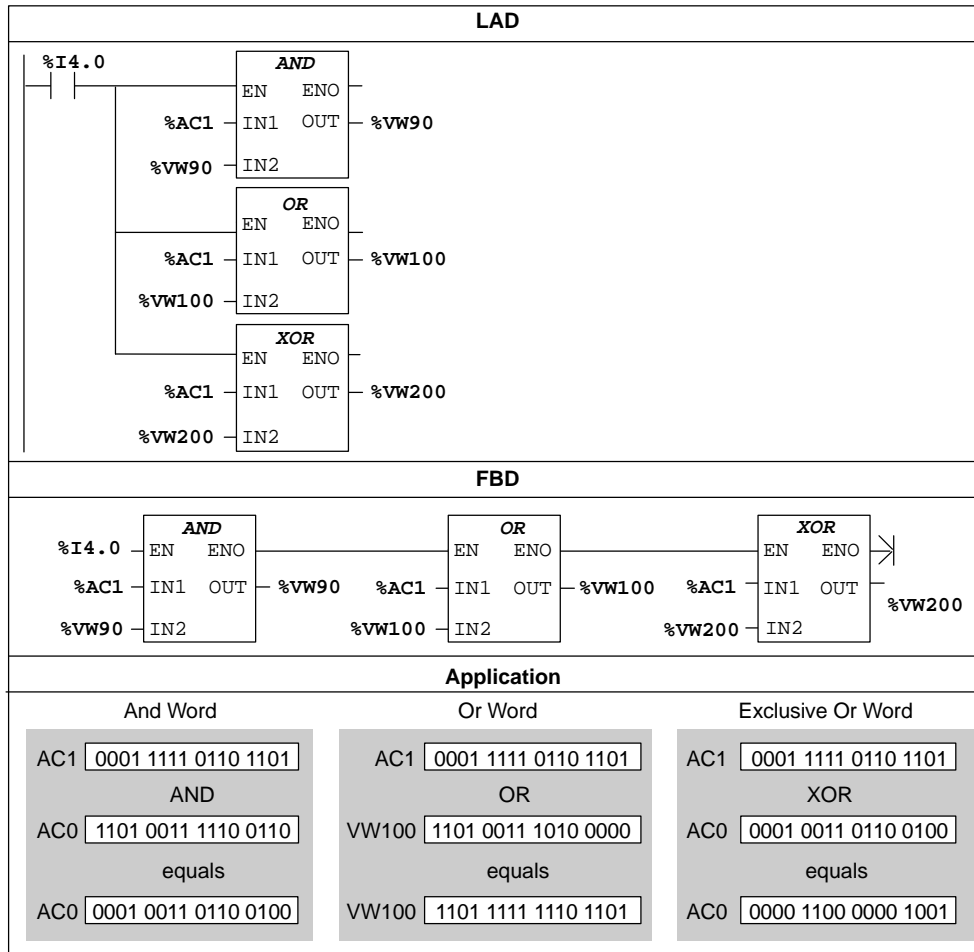 LAD
%I4.0
AND
EN ENO
%AC1 IN1 OUT %VW90
%VW90 IN2
OR
EN ENO
%AC1 IN1 OUT %VW100
%VW100 IN2
XOR
EN ENO
%AC1 IN1 OUT %VW200
%VW200 IN2
FBD
AND OR XOR
%I4.0 EN ENO EN ENO EN ENO
%AC1 IN1 OUT %VW90 %AC1 IN1 OUT %VW100 %AC1 IN1 OUT %VW200
%VW90 IN2 %VW100 IN2 %VW200 IN2
Application
And Word Or Word Exclusive Or Word
AC1 0001 1111 0110 1101 AC1 0001 1111 0110 1101 AC1 0001 1111 0110 1101
AND OR XOR
AC0 1101 0011 1110 0110 VW100 1101 0011 1010 0000 AC0 0001 0011 0110 0100
equals equals equals
AC0 0001 0011 0110 0100 VW100 1101 1111 1110 1101 AC0 0000 1100 0000 1001